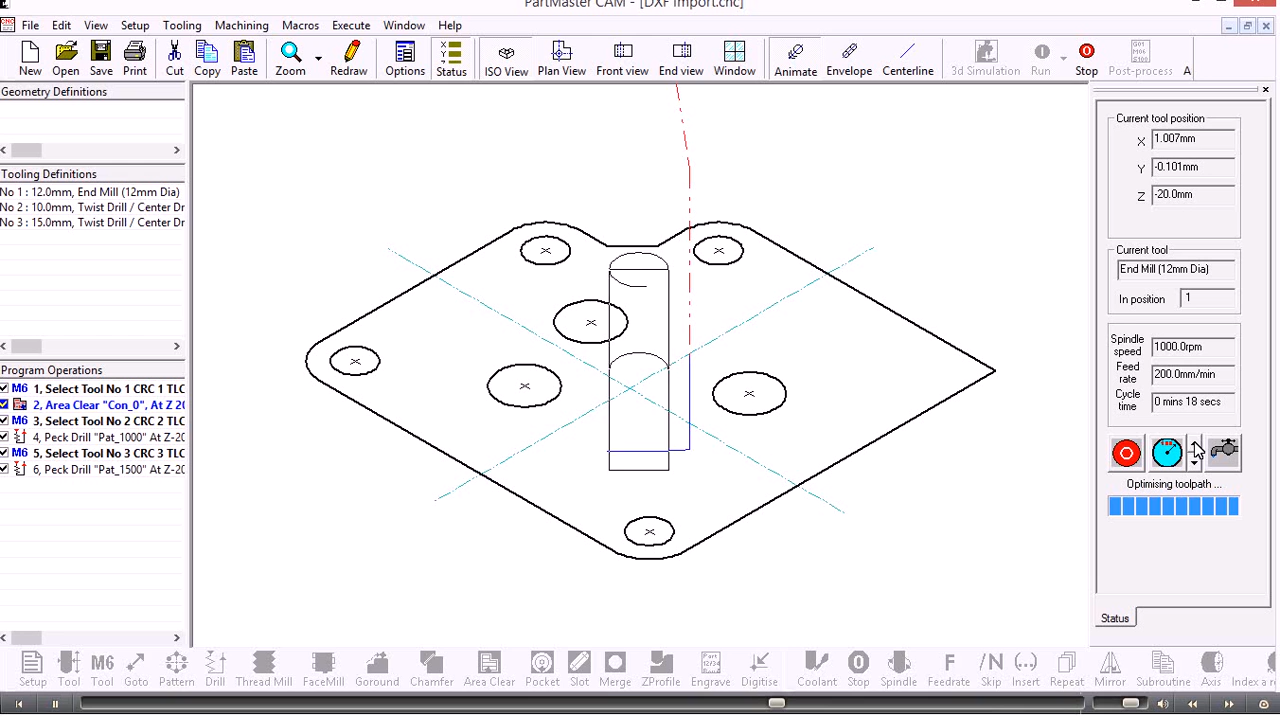 PartMaster CAM - [DXF Import.cnc]
File Edit View Setup Tooling Machining Macros Execute Window Help
New Open Save Print Cut Copy Paste Zoom Redraw Options Status ISO View Plan View Front view End view Window Animate Envelope Centerline 3d Simulation Run Stop Post-process A
Geometry Definitions
Tooling Definitions
No 1 : 12.0mm, End Mill (12mm Dia)
No 2 : 10.0mm, Twist Drill / Center Dr
No 3 : 15.0mm, Twist Drill / Center Dr
Program Operations
M6 1, Select Tool No 1 CRC 1 TLC
2, Area Clear "Con_0", At Z 20
M6 3, Select Tool No 2 CRC 2 TLC
4, Peck Drill "Pat_1000" At Z-20
M6 5, Select Tool No 3 CRC 3 TLC
6, Peck Drill "Pat_1500" At Z-20
Current tool position
X 1.007mm
Y -0.101mm
Z -20.0mm
Current tool
End Mill (12mm Dia)
In position 1
Spindle speed 1000.0rpm
Feed rate 200.0mm/min
Cycle time 0 mins 18 secs
Optimising toolpath ...
Status
Setup Tool M6 Tool Goto Pattern Drill Thread Mill FaceMill Goround Chamfer Area Clear Pocket Slot Merge ZProfile Part 12/34 Engrave Digitise Coolant Stop Spindle F Feedrate /N Skip Insert Repeat Mirror Subroutine Axis Index a r